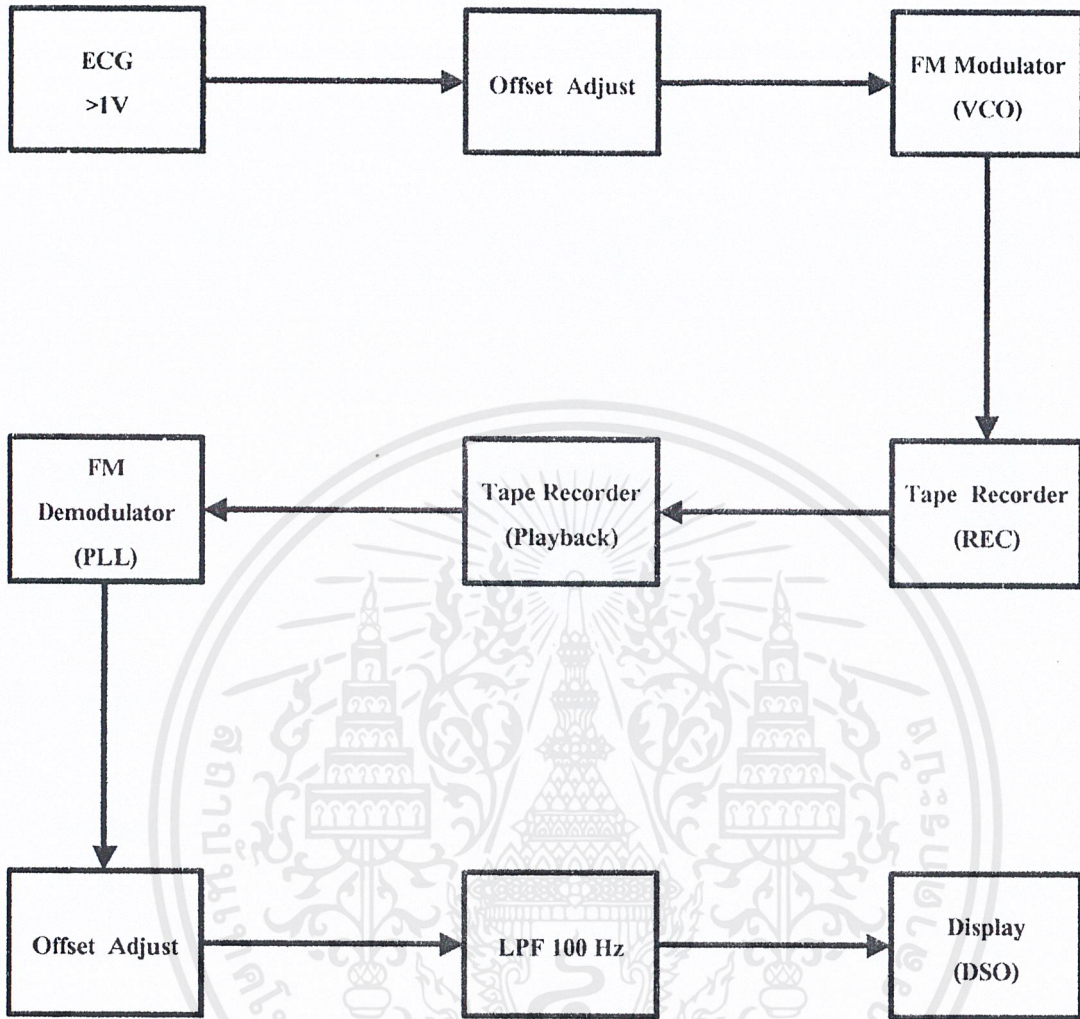 ECG
>1V
Offset Adjust
FM Modulator
(VCO)
Tape Recorder
(REC)
Tape Recorder
(Playback)
FM
Demodulator
(PLL)
Offset Adjust
LPF 100 Hz
Display
(DSO)